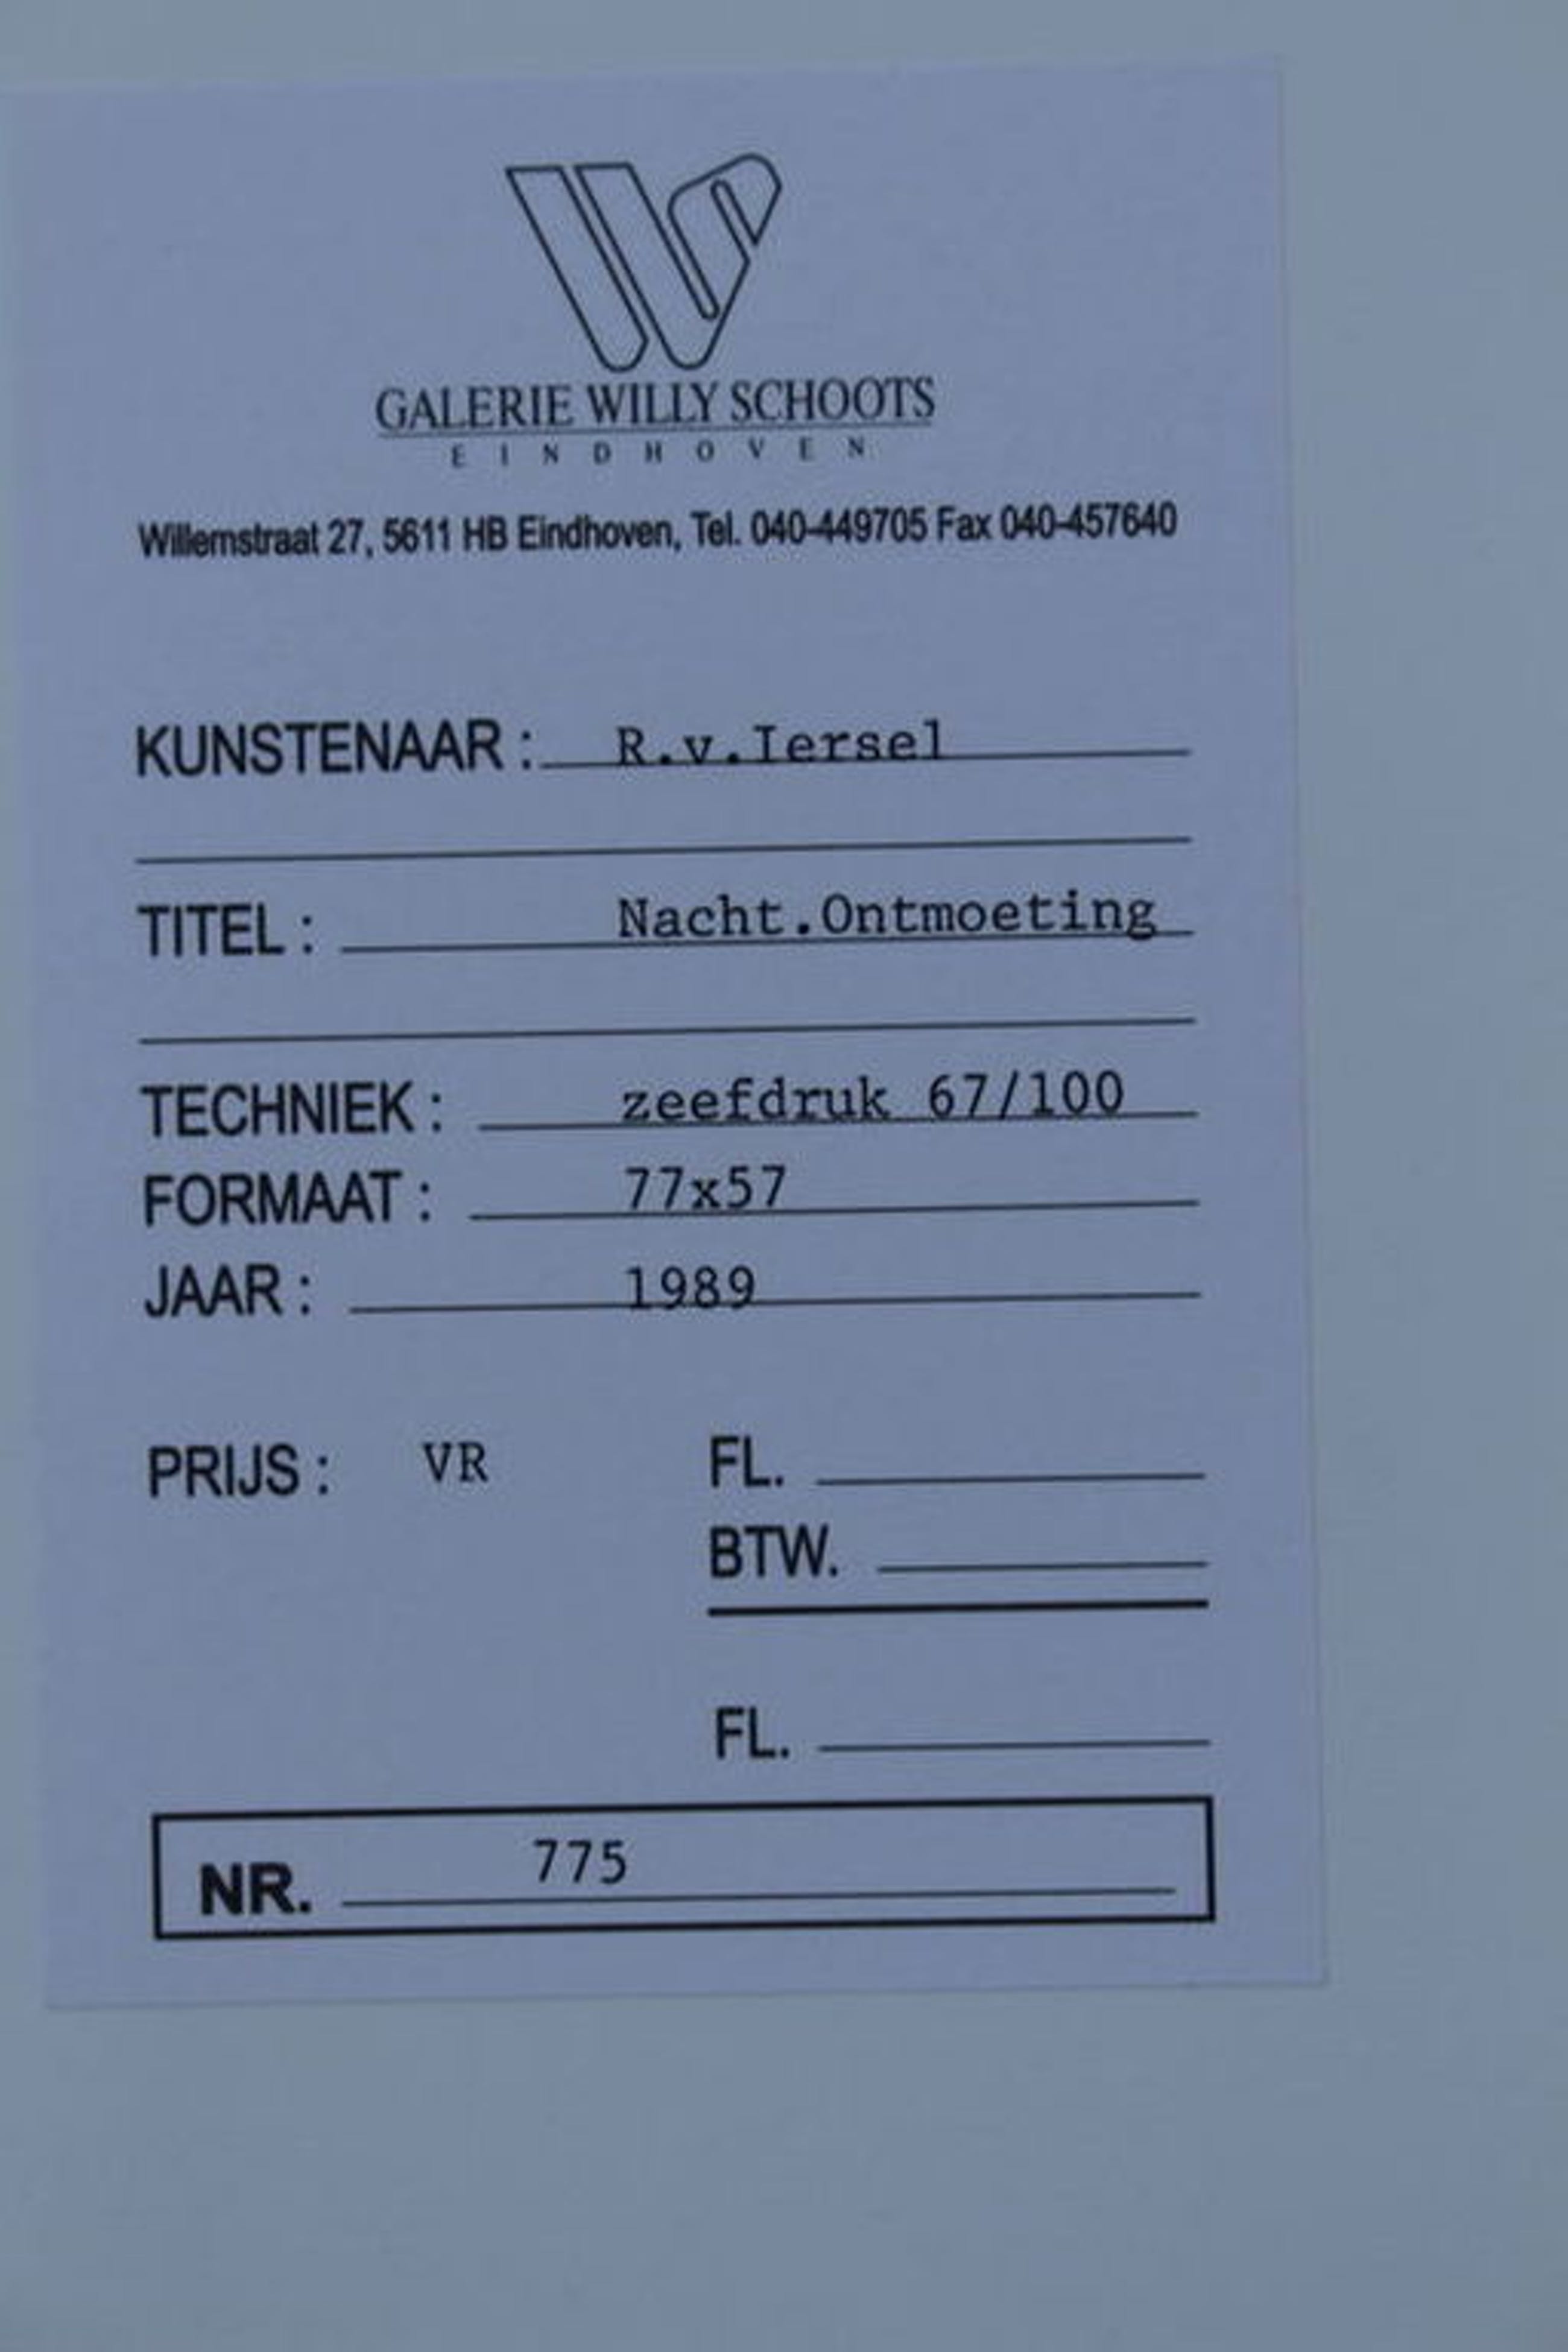 GALERIE WILLY SCHOOTS
EINDHOVEN
Willemstraat 27, 5611 HB Eindhoven, Tel. 040-449705 Fax 040-457640
KUNSTENAAR : R.v.Iersel
TITEL : Nacht.Ontmoeting
TECHNIEK : zeefdruk 67/100
FORMAAT : 77x57
JAAR : 1989
PRIJS : VR FL.
BTW.
FL.
NR. 775